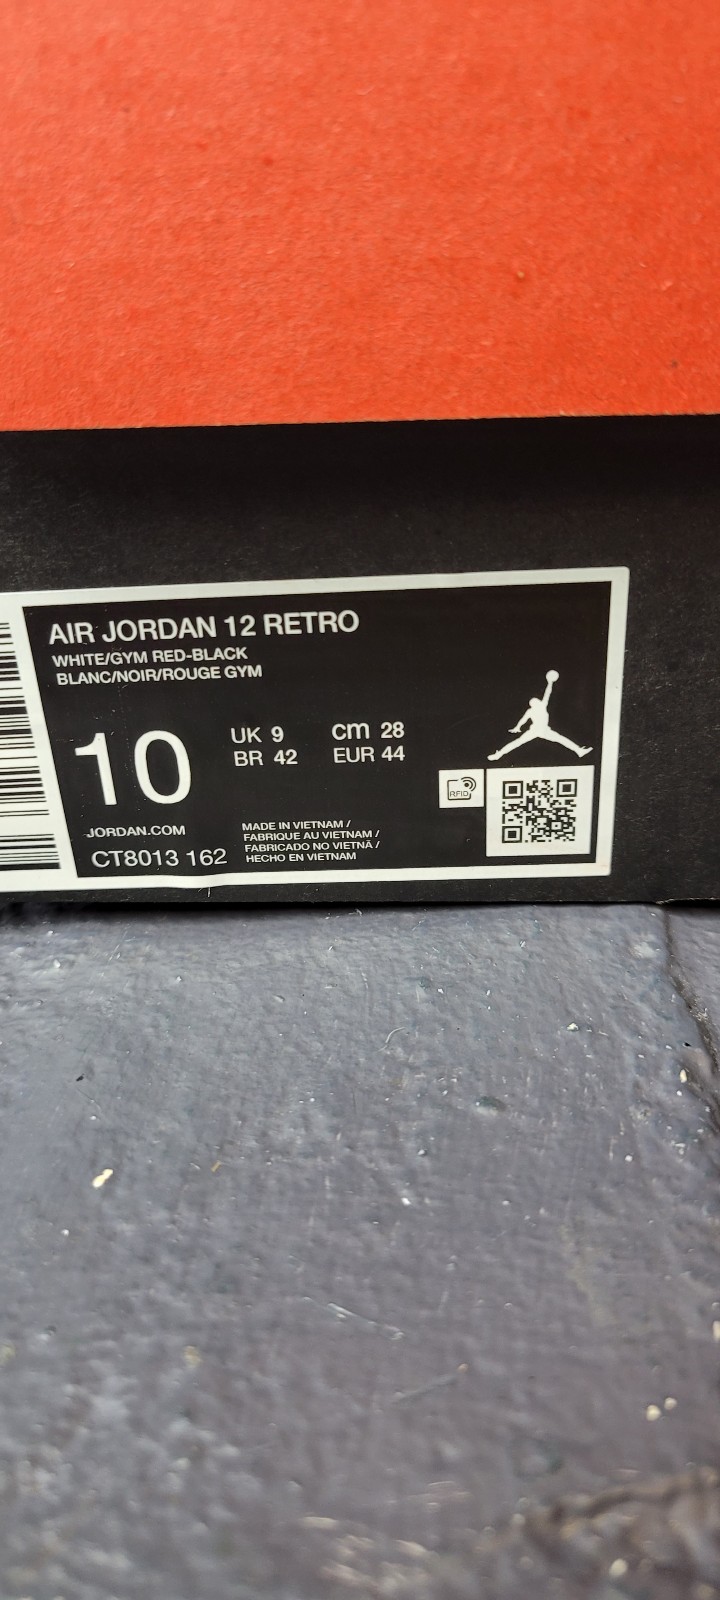 AIR JORDAN 12 RETRO
WHITE/GYM RED-BLACK
BLANC/NOIR/ROUGE GYM
10
UK 9
BR 42
cm 28
EUR 44
RFID
JORDAN.COM
CT8013 162
MADE IN VIETNAM /
FABRIQUE AU VIETNAM /
FABRICADO NO VIETNÃ /
HECHO EN VIETNAM